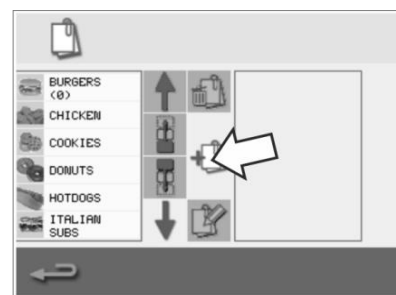 BURGERS
(0)
CHICKEN
COOKIES
DONUTS
HOTDOGS
ITALIAN
SUBS